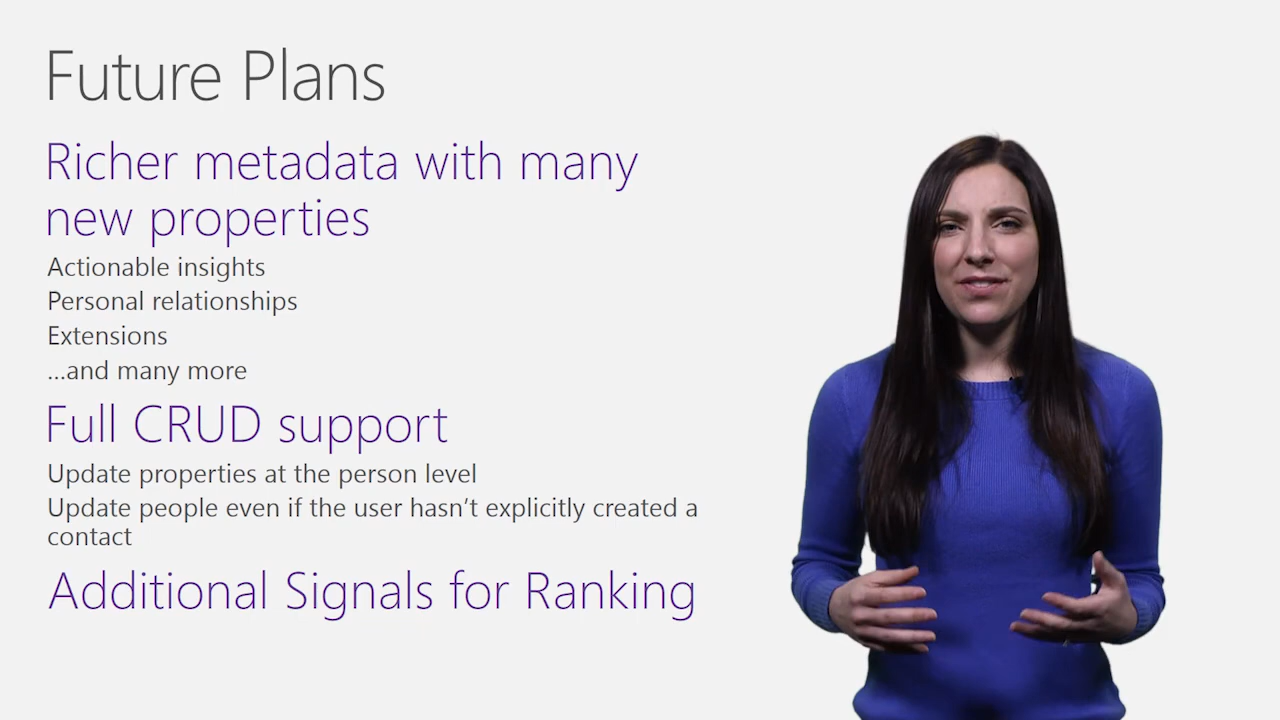 Future Plans
Richer metadata with many
new properties
Actionable insights
Personal relationships
Extensions
...and many more
Full CRUD support
Update properties at the person level
Update people even if the user hasn't explicitly created a
contact
Additional Signals for Ranking